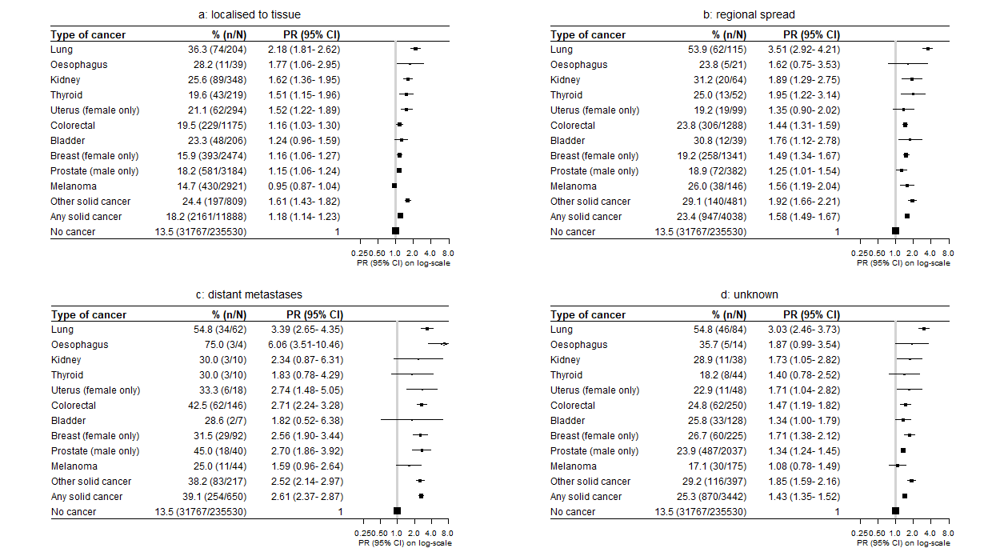 a: localised to tissue
Type of cancer % (n/N) PR (95% CI)
Lung 36.3 (74/204) 2.18 (1.81- 2.62)
Oesophagus 28.2 (11/39) 1.77 (1.06- 2.95)
Kidney 25.6 (89/348) 1.62 (1.36- 1.95)
Thyroid 19.6 (43/219) 1.51 (1.15- 1.96)
Uterus (female only) 21.1 (62/294) 1.52 (1.22- 1.89)
Colorectal 19.5 (229/1175) 1.16 (1.03- 1.30)
Bladder 23.3 (48/206) 1.24 (0.96- 1.59)
Breast (female only) 15.9 (393/2474) 1.16 (1.06- 1.27)
Prostate (male only) 18.2 (581/3184) 1.15 (1.06- 1.24)
Melanoma 14.7 (430/2921) 0.95 (0.87- 1.04)
Other solid cancer 24.4 (197/809) 1.61 (1.43- 1.82)
Any solid cancer 18.2 (2161/11888) 1.18 (1.14- 1.23)
No cancer 13.5 (31767/235530) 1
0.25 0.50 1.0 2.0 4.0 8.0
PR (95% CI) on log-scale
b: regional spread
Type of cancer % (n/N) PR (95% CI)
Lung 53.9 (62/115) 3.51 (2.92- 4.21)
Oesophagus 23.8 (5/21) 1.62 (0.75- 3.53)
Kidney 31.2 (20/64) 1.89 (1.29- 2.75)
Thyroid 25.0 (13/52) 1.95 (1.22- 3.14)
Uterus (female only) 19.2 (19/99) 1.35 (0.90- 2.02)
Colorectal 23.8 (306/1288) 1.44 (1.31- 1.59)
Bladder 30.8 (12/39) 1.76 (1.12- 2.78)
Breast (female only) 19.2 (258/1341) 1.49 (1.34- 1.67)
Prostate (male only) 18.9 (72/382) 1.25 (1.01- 1.54)
Melanoma 26.0 (38/146) 1.56 (1.19- 2.04)
Other solid cancer 29.1 (140/481) 1.92 (1.66- 2.21)
Any solid cancer 23.4 (947/4038) 1.58 (1.49- 1.67)
No cancer 13.5 (31767/235530) 1
0.25 0.50 1.0 2.0 4.0 8.0
PR (95% CI) on log-scale
c: distant metastases
Type of cancer % (n/N) PR (95% CI)
Lung 54.8 (34/62) 3.39 (2.65- 4.35)
Oesophagus 75.0 (3/4) 6.06 (3.51-10.46)
Kidney 30.0 (3/10) 2.34 (0.87- 6.31)
Thyroid 30.0 (3/10) 1.83 (0.78- 4.29)
Uterus (female only) 33.3 (6/18) 2.74 (1.48- 5.05)
Colorectal 42.5 (62/146) 2.71 (2.24- 3.28)
Bladder 28.6 (2/7) 1.82 (0.52- 6.38)
Breast (female only) 31.5 (29/92) 2.56 (1.90- 3.44)
Prostate (male only) 45.0 (18/40) 2.70 (1.86- 3.92)
Melanoma 25.0 (11/44) 1.59 (0.96- 2.64)
Other solid cancer 38.2 (83/217) 2.52 (2.14- 2.97)
Any solid cancer 39.1 (254/650) 2.61 (2.37- 2.87)
No cancer 13.5 (31767/235530) 1
0.25 0.50 1.0 2.0 4.0 8.0
PR (95% CI) on log-scale
d: unknown
Type of cancer % (n/N) PR (95% CI)
Lung 54.8 (46/84) 3.03 (2.46- 3.73)
Oesophagus 35.7 (5/14) 1.87 (0.99- 3.54)
Kidney 28.9 (11/38) 1.73 (1.05- 2.82)
Thyroid 18.2 (8/44) 1.40 (0.78- 2.52)
Uterus (female only) 22.9 (11/48) 1.71 (1.04- 2.82)
Colorectal 24.8 (62/250) 1.47 (1.19- 1.82)
Bladder 25.8 (33/128) 1.34 (1.00- 1.79)
Breast (female only) 26.7 (60/225) 1.71 (1.38- 2.12)
Prostate (male only) 23.9 (487/2037) 1.34 (1.24- 1.45)
Melanoma 17.1 (30/175) 1.08 (0.78- 1.49)
Other solid cancer 29.2 (116/397) 1.85 (1.59- 2.16)
Any solid cancer 25.3 (870/3442) 1.43 (1.35- 1.52)
No cancer 13.5 (31767/235530) 1
0.25 0.50 1.0 2.0 4.0 8.0
PR (95% CI) on log-scale